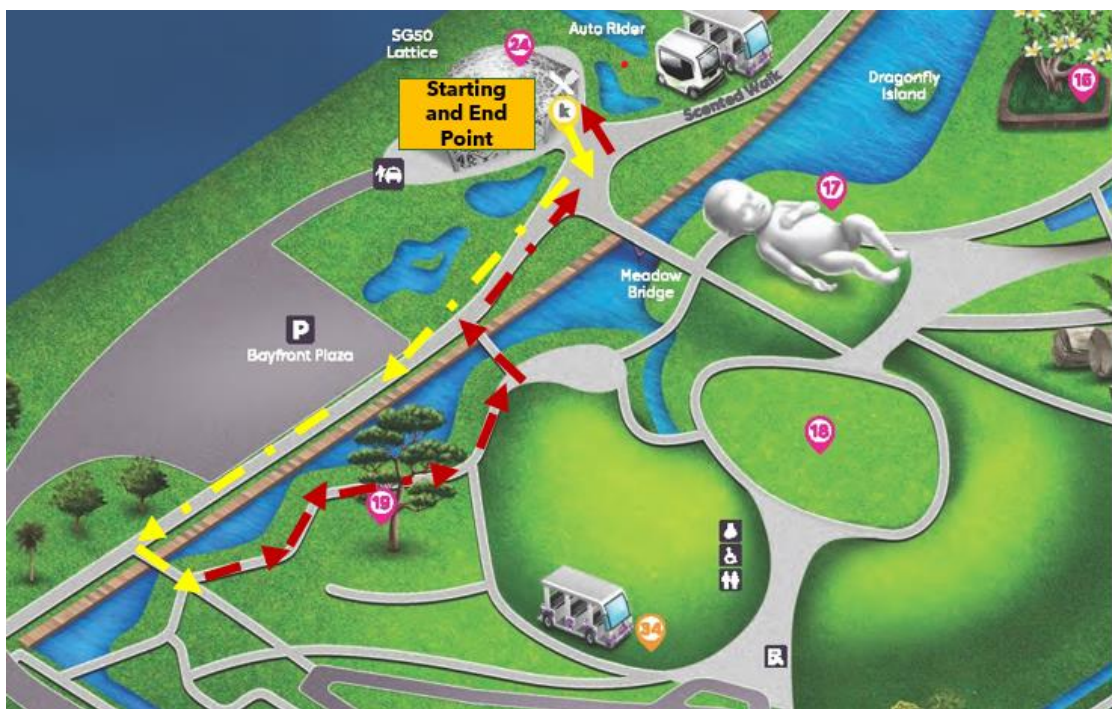 SG50
Lattice
24
Auto Rider
Starting
and End
Point
k
Scented Walk
Dragonfly
Island
15
17
Meadow
Bridge
P
Bayfront Plaza
18
19
34